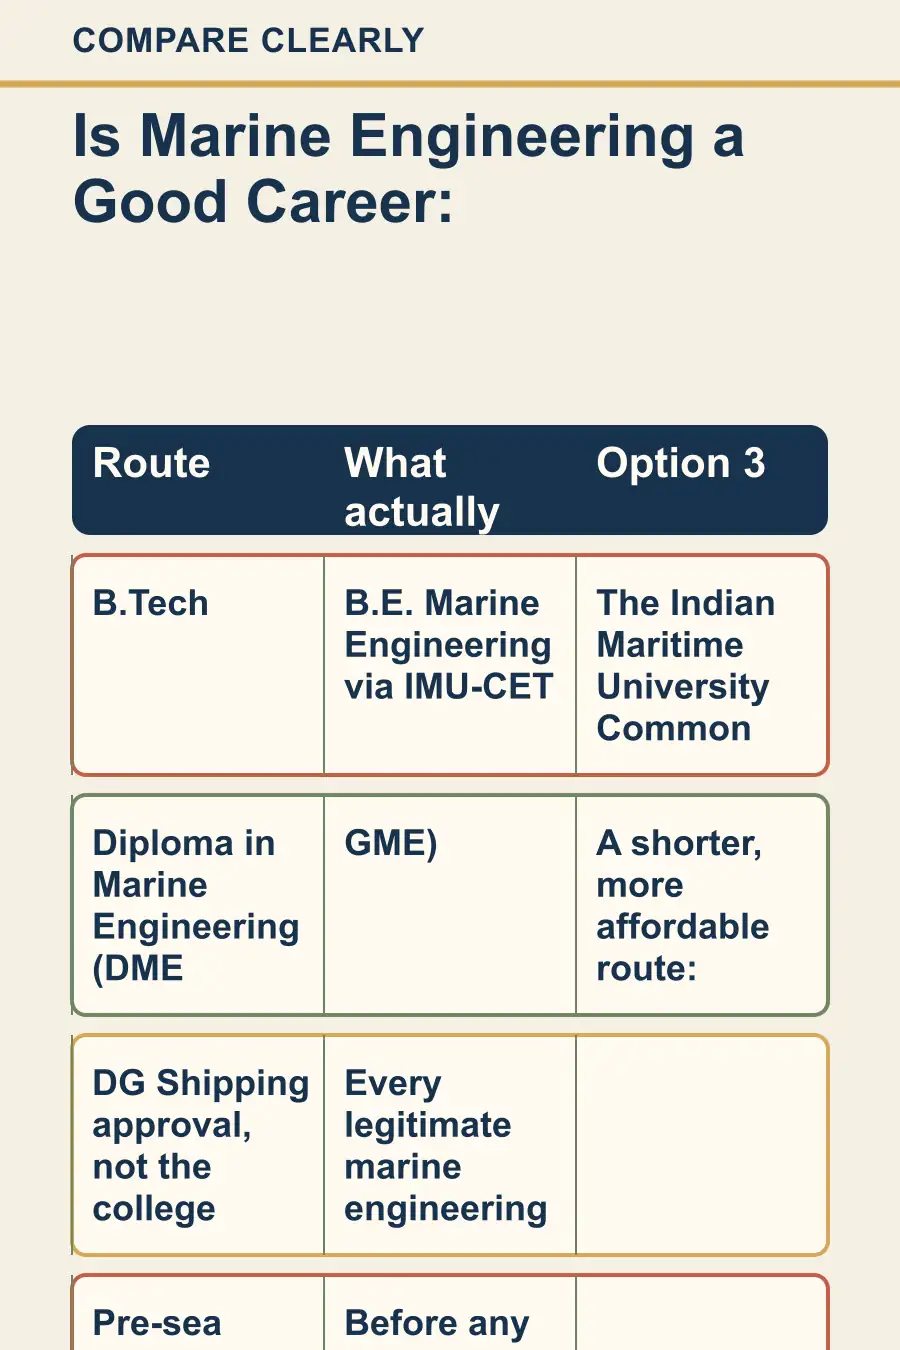 COMPARE CLEARLY
Is Marine Engineering a
Good Career:
Route
What
actually
Option 3
B.Tech
B.E. Marine
Engineering
via IMU-CET
The Indian
Maritime
University
Common
Diploma in
Marine
Engineering
(DME
GME)
A shorter,
more
affordable
route:
DG Shipping
approval,
not the
college
Every
legitimate
marine
engineering
Pre-sea
Before any